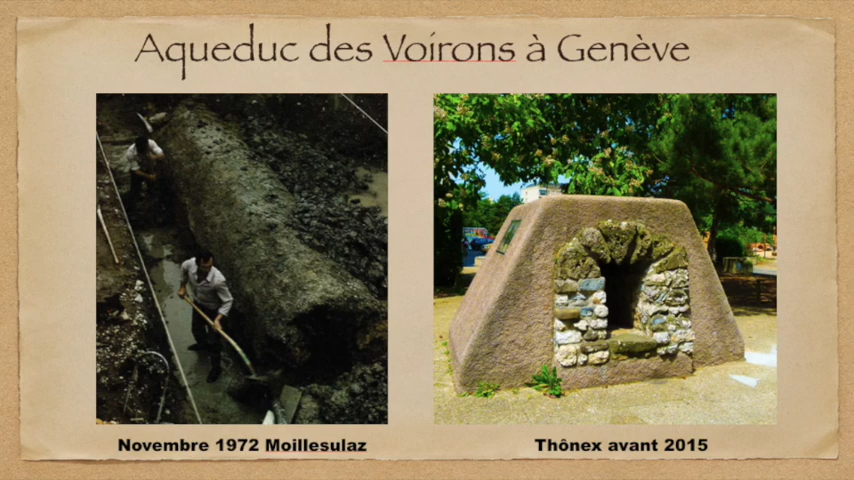 Aqueduc des Voirons à Genève
Novembre 1972 Moillesulaz
Thônex avant 2015